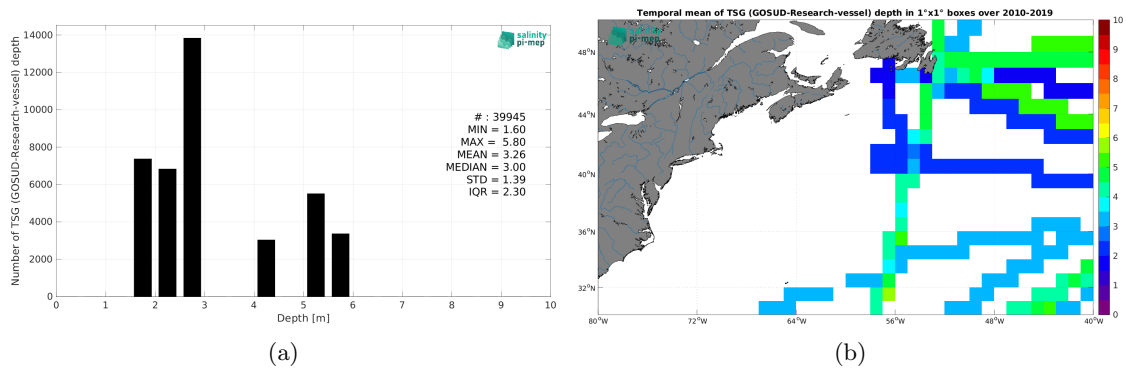 14000
12000
10000
8000
6000
4000
2000
0
Number of TSG (GOSUD-Research-vessel) depth
salinity
pi-mep
# : 39945
MIN = 1.60
MAX = 5.80
MEAN = 3.26
MEDIAN = 3.00
STD = 1.39
IQR = 2.30
0 1 2 3 4 5 6 7 8 9 10
Depth [m]
(a)
Temporal mean of TSG (GOSUD-Research-vessel) depth in 1°x1° boxes over 2010-2019
salinity
pi-mep
48°N
44°N
40°N
36°N
32°N
80°W 72°W 64°W 56°W 48°W 40°W
10
9
8
7
6
5
4
3
2
1
0
(b)